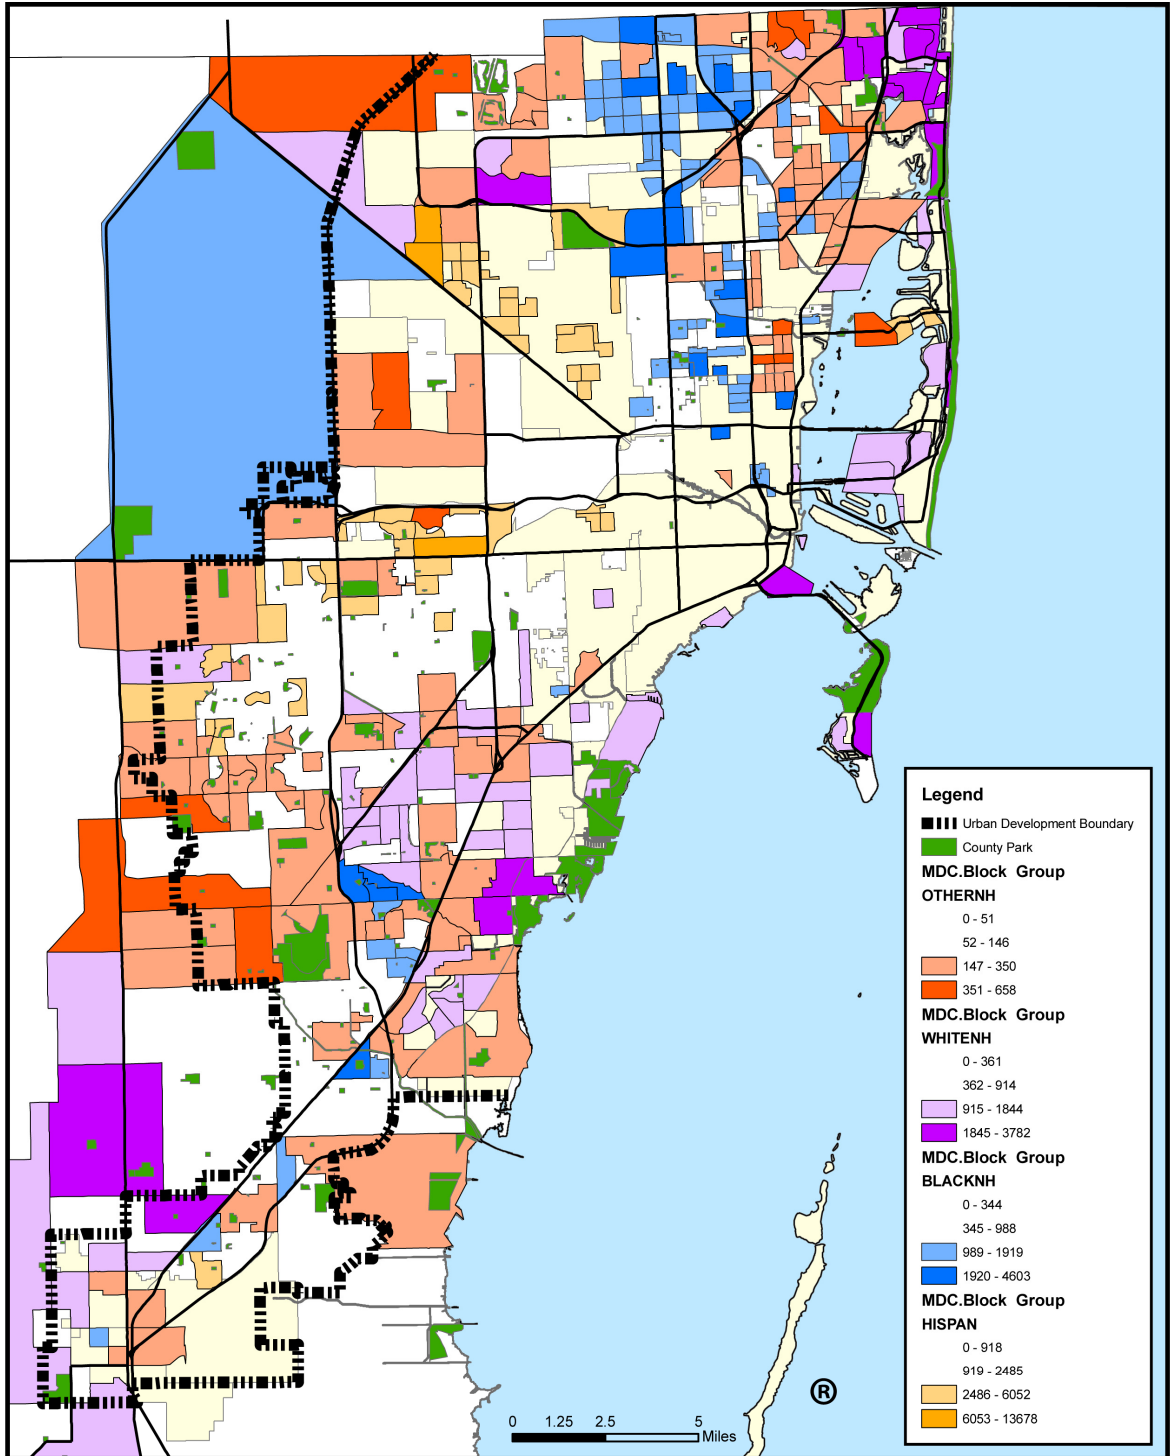 Legend
Urban Development Boundary
County Park
MDC.Block Group
OTHERNH
0 - 51
52 - 146
147 - 350
351 - 658
MDC.Block Group
WHITENH
0 - 361
362 - 914
915 - 1844
1845 - 3782
MDC.Block Group
BLACKNH
0 - 344
345 - 988
989 - 1919
1920 - 4603
MDC.Block Group
HISPAN
0 - 918
919 - 2485
2486 - 6052
6053 - 13678
®
0 1.25 2.5 5
Miles